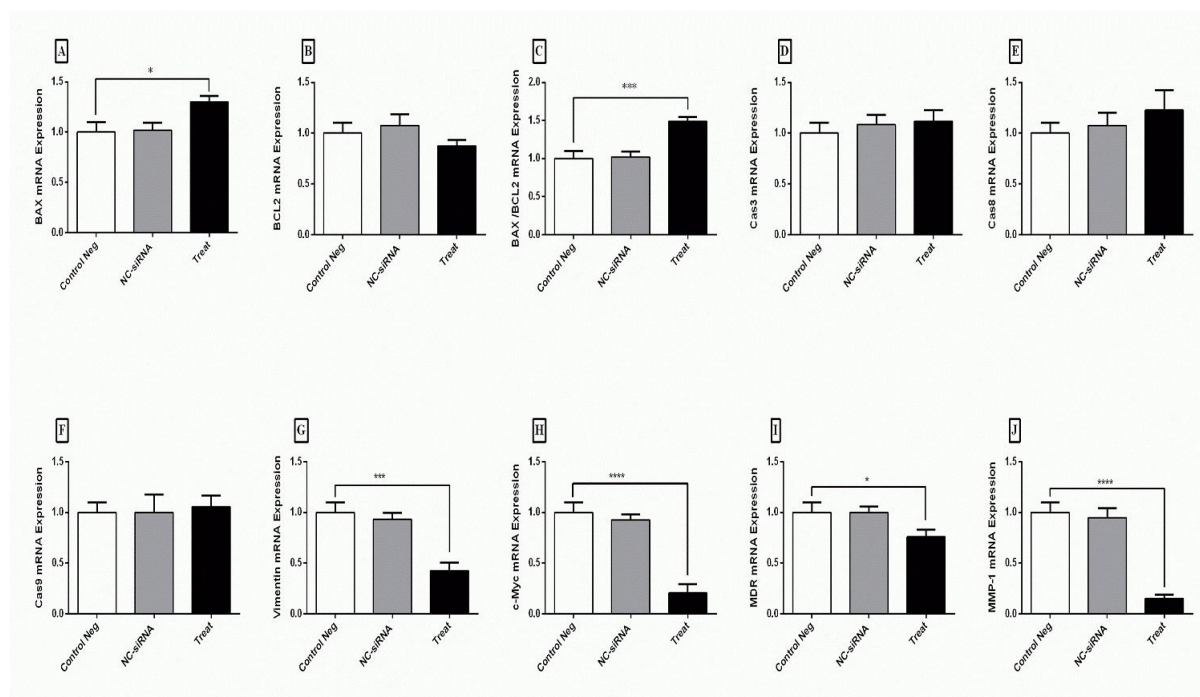 A
BAX mRNA Expression
1.5
1.0
0.5
0.0
*
Control Neg
NC-siRNA
Treat
B
BCL2 mRNA Expression
1.5
1.0
0.5
0.0
Control Neg
NC-siRNA
Treat
C
BAX /BCL2 mRNA Expression
2.0
1.5
1.0
0.5
0.0
***
Control Neg
NC-siRNA
Treat
D
Cas3 mRNA Expression
1.5
1.0
0.5
0.0
Control Neg
NC-siRNA
Treat
E
Cas8 mRNA Expression
1.5
1.0
0.5
0.0
Control Neg
NC-siRNA
Treat
F
Cas9 mRNA Expression
1.5
1.0
0.5
0.0
Control Neg
NC-siRNA
Treat
G
Vimentin mRNA Expression
1.5
1.0
0.5
0.0
***
Control Neg
NC-siRNA
Treat
H
c-Myc mRNA Expression
1.5
1.0
0.5
0.0
****
Control Neg
NC-siRNA
Treat
I
MDR mRNA Expression
1.5
1.0
0.5
0.0
*
Control Neg
NC-siRNA
Treat
J
MMP-1 mRNA Expression
1.5
1.0
0.5
0.0
****
Control Neg
NC-siRNA
Treat